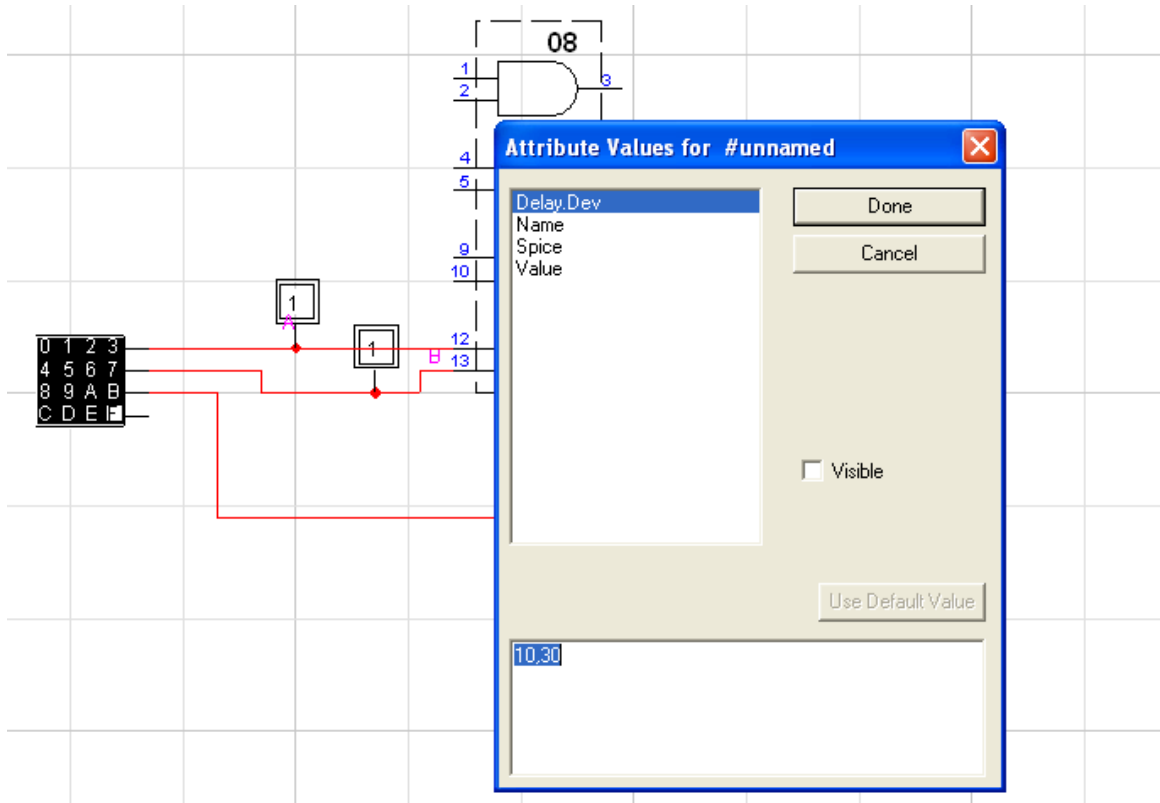 08
1
2
3
4
5
9
10
12
13
1
A
1
B
0 1 2 3
4 5 6 7
8 9 A B
C D E F
Attribute Values for #unnamed
Delay.Dev
Name
Spice
Value
Done
Cancel
Visible
Use Default Value
10,30